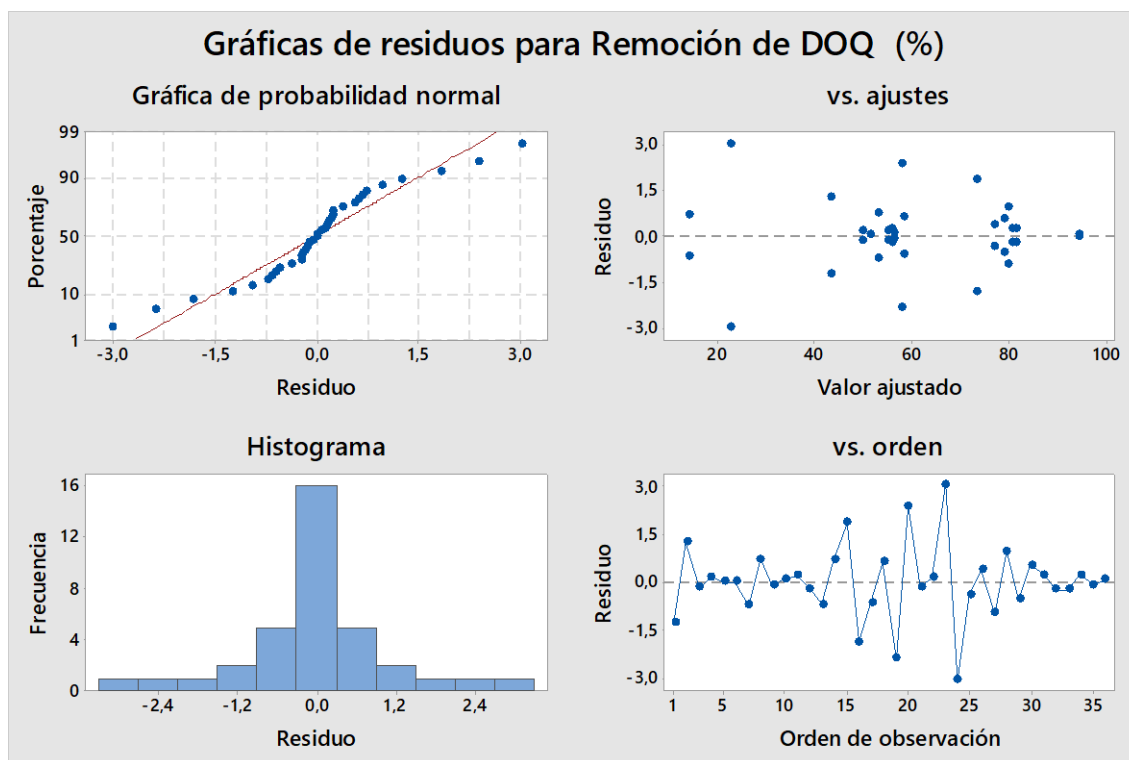 Gráficas de residuos para Remoción de DOQ (%)
Gráfica de probabilidad normal
99
90
50
10
1
Porcentaje
-3,0 -1,5 0,0 1,5 3,0
Residuo
vs. ajustes
3,0
1,5
0,0
-1,5
-3,0
Residuo
20 40 60 80 100
Valor ajustado
Histograma
16
12
8
4
0
Frecuencia
-2,4 -1,2 0,0 1,2 2,4
Residuo
vs. orden
3,0
1,5
0,0
-1,5
-3,0
Residuo
1 5 10 15 20 25 30 35
Orden de observación